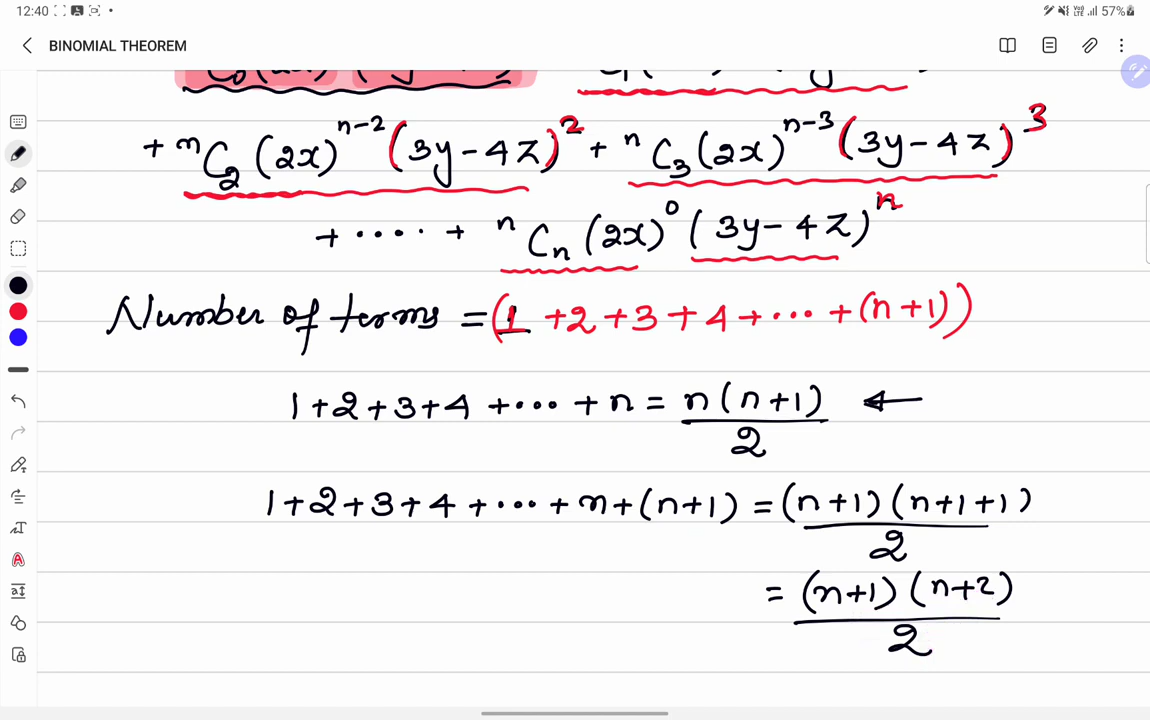 12:40 57%
BINOMIAL THEOREM
+ ⁿC₂ (2x)ⁿ⁻² (3y-4z)² + ⁿC₃ (2x)ⁿ⁻³ (3y-4z)³
+ ..... + ⁿCₙ (2x)⁰ (3y-4z)ⁿ
Number of terms = (1 +2 +3 + 4 + ... + (n+1))
1+2+3+4 + ... + n = n(n+1)/2 ←
1+2+3+4+ ... + n+(n+1) = (n+1)(n+1+1)/2
= (n+1)(n+2)/2